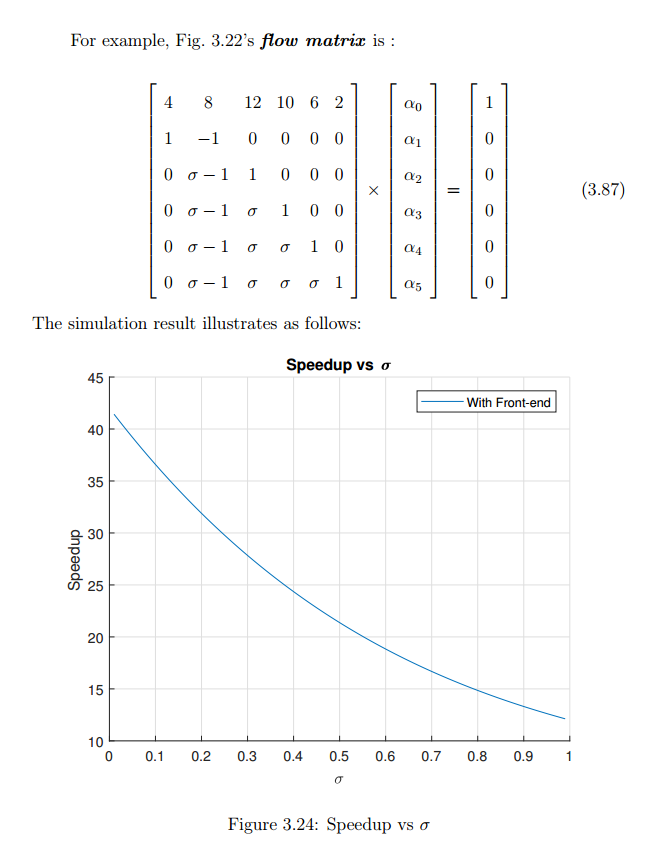 For example, Fig. 3.22's flow matrix is :
4 8 12 10 6 2
1 −1 0 0 0 0
0 σ − 1 1 0 0 0
0 σ − 1 σ 1 0 0
0 σ − 1 σ σ 1 0
0 σ − 1 σ σ σ 1
×
α0
α1
α2
α3
α4
α5
=
1
0
0
0
0
0
(3.87)
The simulation result illustrates as follows:
Speedup vs σ
With Front-end
45
40
35
30
25
20
15
10
Speedup
0 0.1 0.2 0.3 0.4 0.5 0.6 0.7 0.8 0.9 1
σ
Figure 3.24: Speedup vs σ